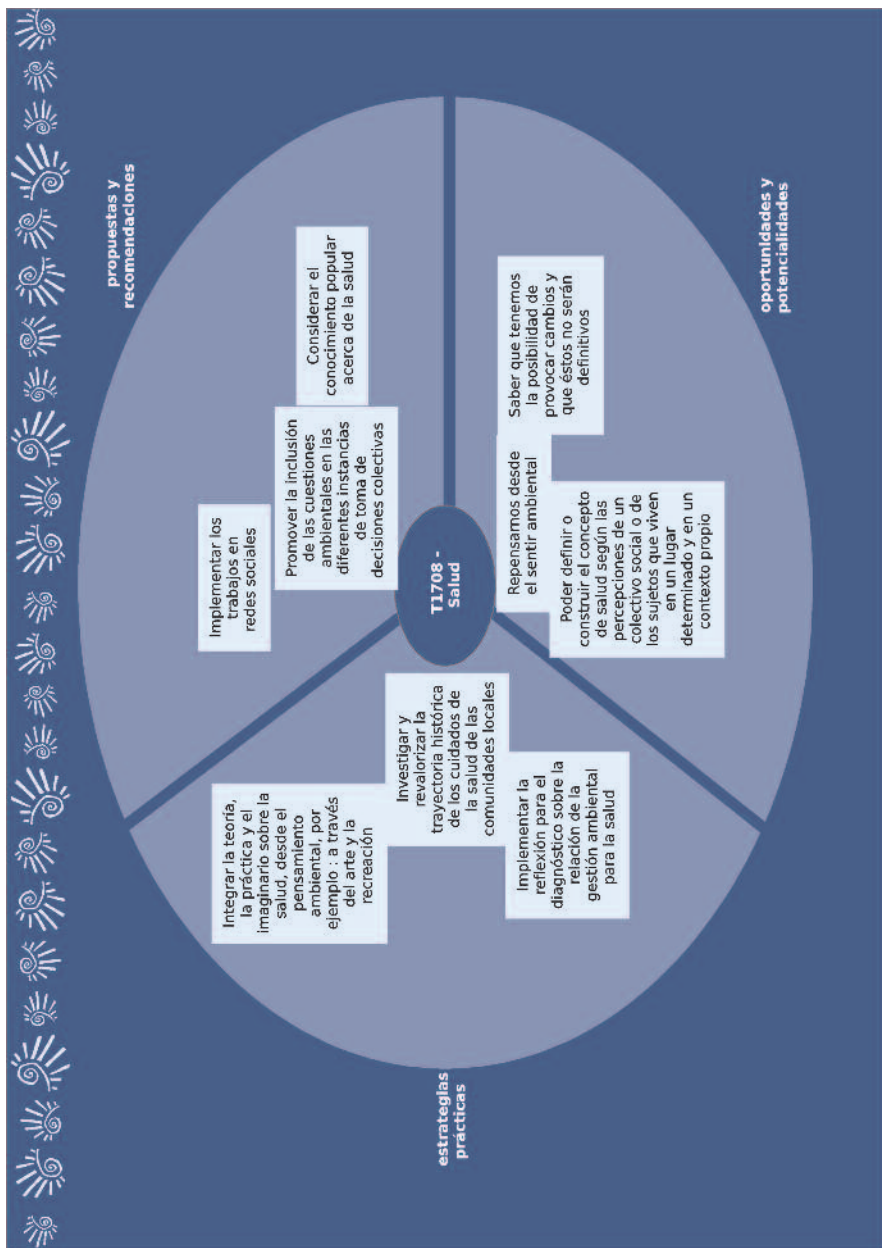 propuestas y
recomendaciones
Implementar los
trabajos en
redes sociales
Promover la inclusión
de las cuestiones
ambientales en las
diferentes instancias
de toma de
decisiones colectivas
Considerar el
conocimiento popular
acerca de la salud
T1708 -
Salud
estrategias
prácticas
Integrar la teoría,
la práctica y el
imaginario sobre la
salud, desde el
pensamiento
ambiental, por
ejemplo : a través
del arte y la
recreación
Investigar y
revalorizar la
trayectoria histórica
de los cuidados de
la salud de las
comunidades locales
Implementar la
reflexión para el
diagnóstico sobre la
relación de la
gestión ambiental
para la salud
oportunidades y
potencialidades
Repensarnos desde
el sentir ambiental
Saber que tenemos
la posibilidad de
provocar cambios y
que éstos no serán
definitivos
Poder definir o
construir el concepto
de salud según las
percepciones de un
colectivo social o de
los sujetos que viven
en un lugar
determinado y en un
contexto propio